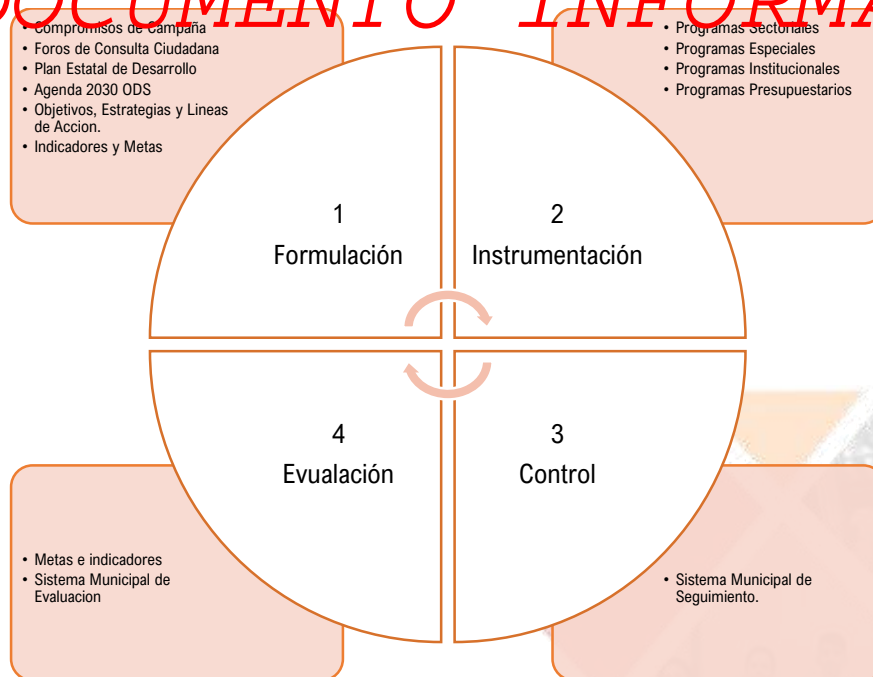 DOCUMENTO INFORMA
• Compromisos de Campaña
• Foros de Consulta Ciudadana
• Plan Estatal de Desarrollo
• Agenda 2030 ODS
• Objetivos, Estrategias y Lineas
de Accion.
• Indicadores y Metas
• Programas Sectoriales
• Programas Especiales
• Programas Institucionales
• Programas Presupuestarios
1
Formulación
2
Instrumentación
4
Evualación
3
Control
• Metas e indicadores
• Sistema Municipal de
Evaluacion
• Sistema Municipal de
Seguimiento.